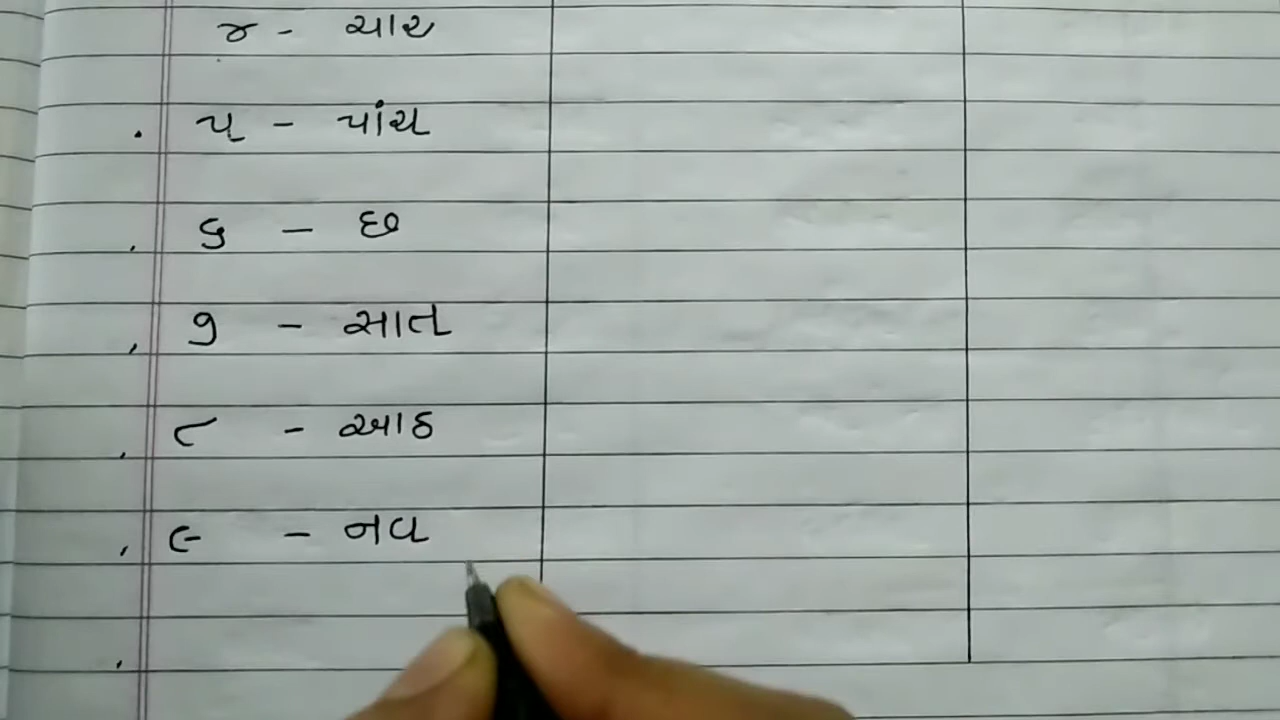 ૪ - ચાર
૫ - પાંચ
૬ - છ
૭ - સાત
૮ - આઠ
૯ - નવ